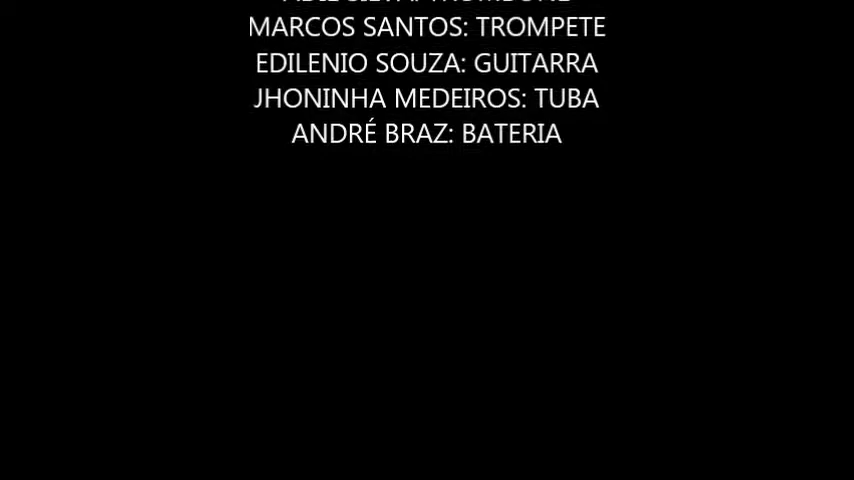 MARCOS SANTOS: TROMPETE
EDILENIO SOUZA: GUITARRA
JHONINHA MEDEIROS: TUBA
ANDRÉ BRAZ: BATERIA